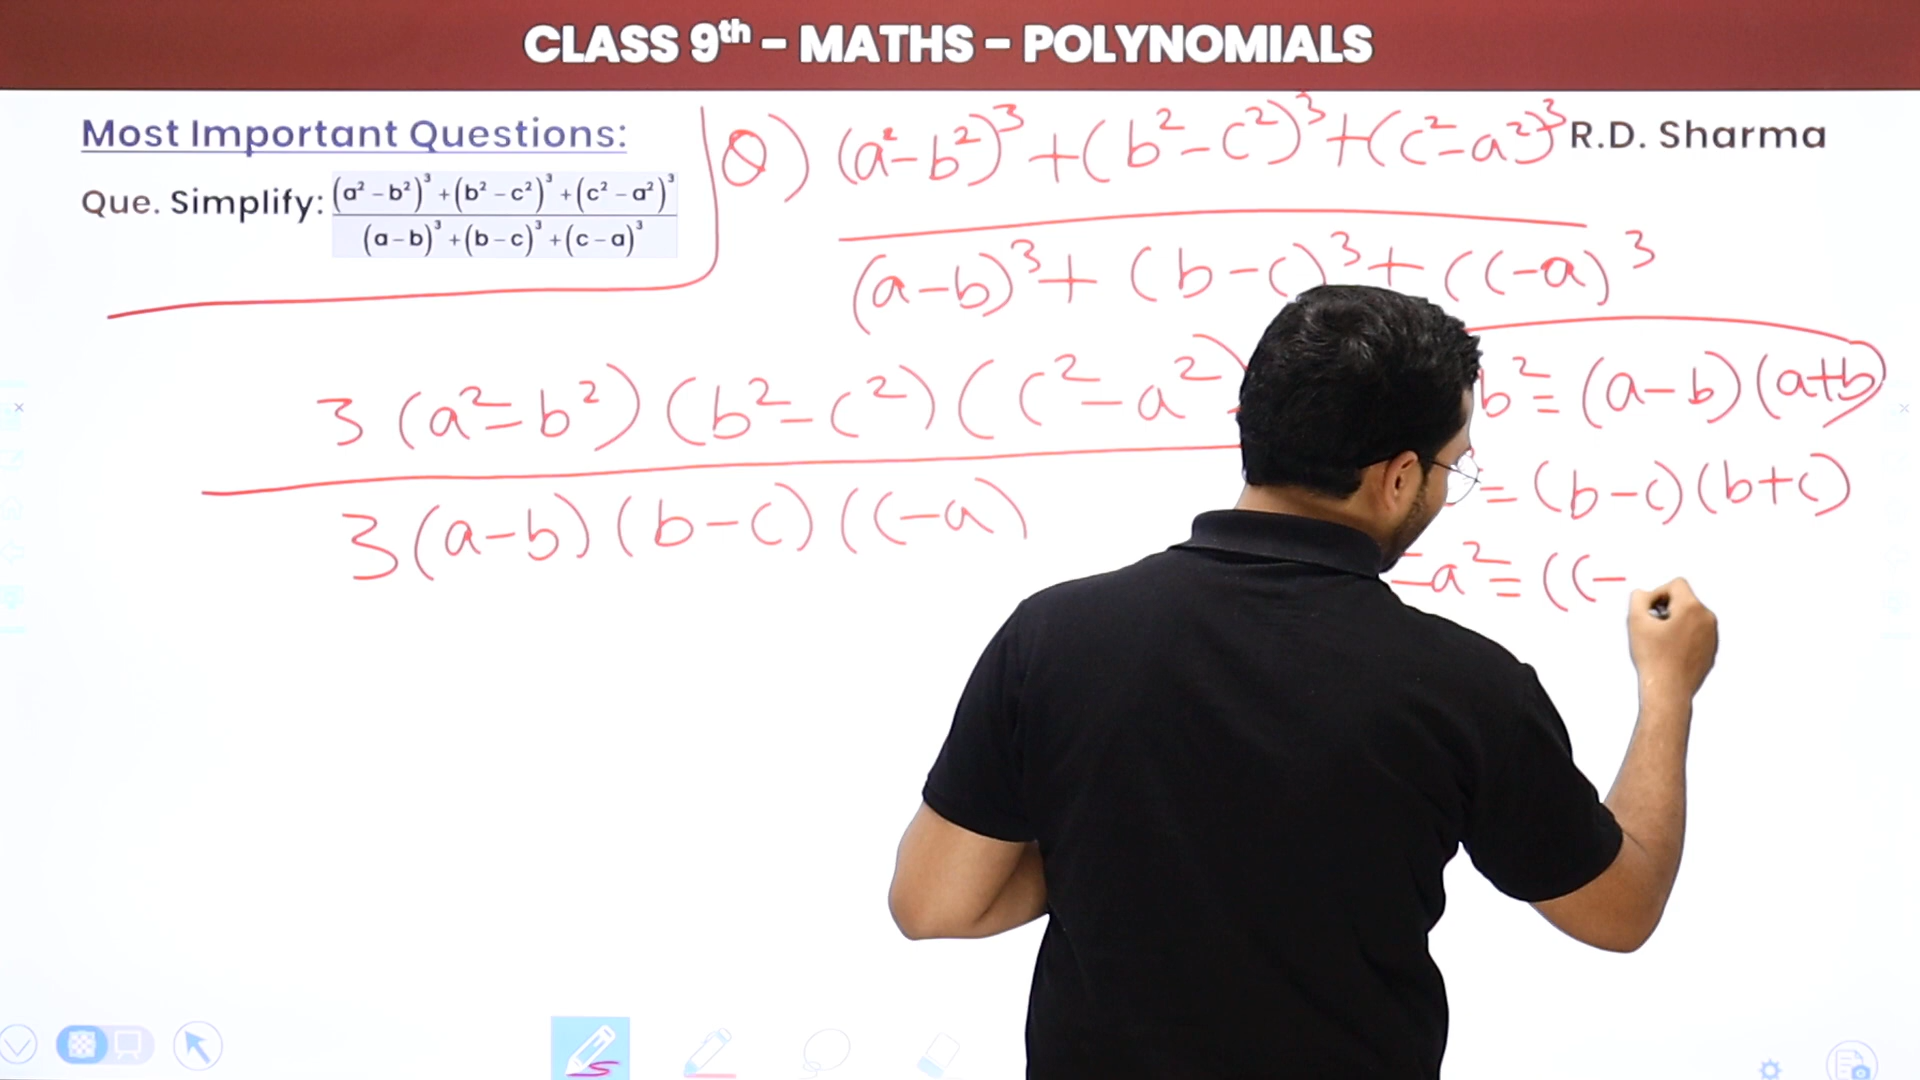 CLASS 9th – MATHS – POLYNOMIALS
Most Important Questions:
R.D. Sharma
Que. Simplify: (a² – b²)³ + (b² – c²)³ + (c² – a²)³
(a – b)³ + (b – c)³ + (c – a)³
Q) (a² – b²)³ + (b² – c²)³ + (c² – a²)³
(a – b)³ + (b – c)³ + (c – a)³
3 (a² – b²) (b² – c²) (c² – a²)
3 (a – b) (b – c) (c – a)
b² = (a – b) (a + b)
= (b – c) (b + c)
– a² = (c –